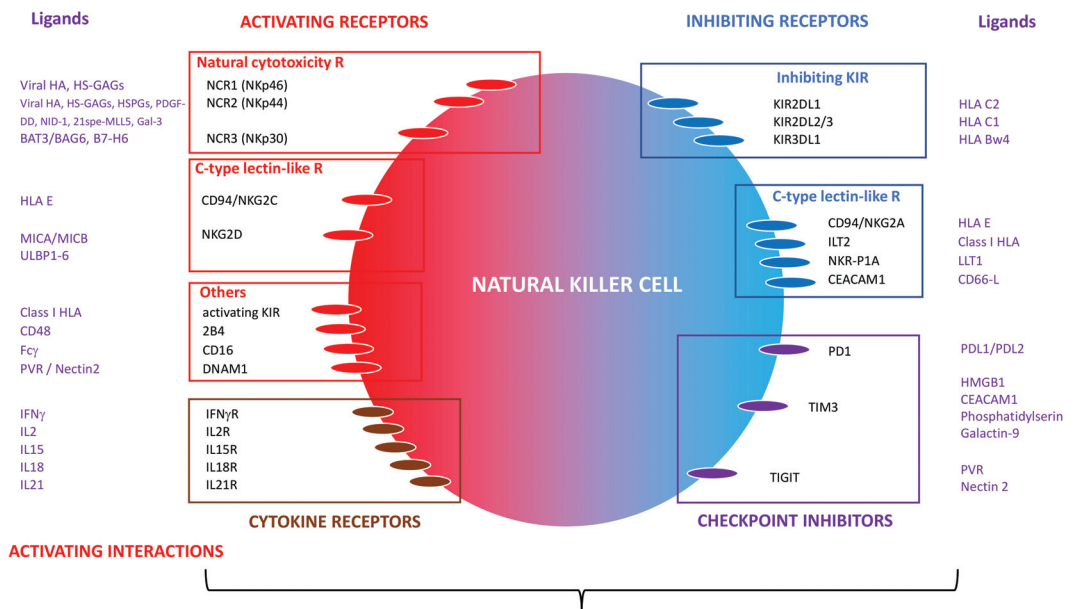 Ligands
ACTIVATING RECEPTORS
INHIBITING RECEPTORS
Ligands
Natural cytotoxicity R
Viral HA, HS-GAGs
NCR1 (NKp46)
Viral HA, HS-GAGs, HSPGs, PDGF-
NCR2 (NKp44)
DD, NID-1, 21spe-MLL5, Gal-3
BAT3/BAG6, B7-H6
NCR3 (NKp30)
Inhibiting KIR
KIR2DL1
HLA C2
KIR2DL2/3
HLA C1
KIR3DL1
HLA Bw4
C-type lectin-like R
HLA E
CD94/NKG2C
MICA/MICB
NKG2D
ULBP1-6
C-type lectin-like R
CD94/NKG2A
HLA E
ILT2
Class I HLA
NKR-P1A
LLT1
CEACAM1
CD66-L
NATURAL KILLER CELL
Others
Class I HLA
activating KIR
CD48
2B4
Fcγ
CD16
PVR / Nectin2
DNAM1
PD1
PDL1/PDL2
TIM3
HMGB1
CEACAM1
Phosphatidylserin
Galactin-9
TIGIT
PVR
Nectin 2
IFNγ
IFNγR
IL2
IL2R
IL15
IL15R
IL18
IL18R
IL21
IL21R
CYTOKINE RECEPTORS
CHECKPOINT INHIBITORS
ACTIVATING INTERACTIONS